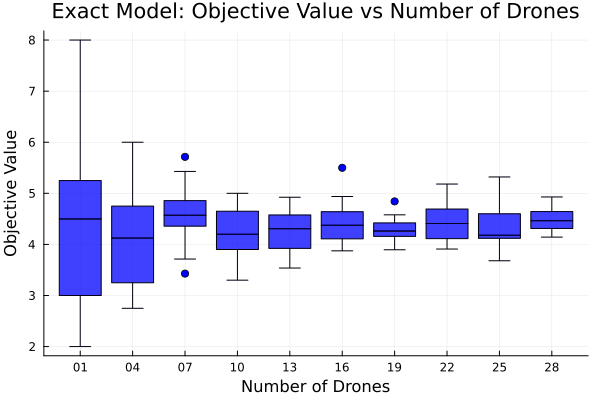 Exact Model: Objective Value vs Number of Drones
Objective Value
8
7
6
5
4
3
2
01 04 07 10 13 16 19 22 25 28
Number of Drones